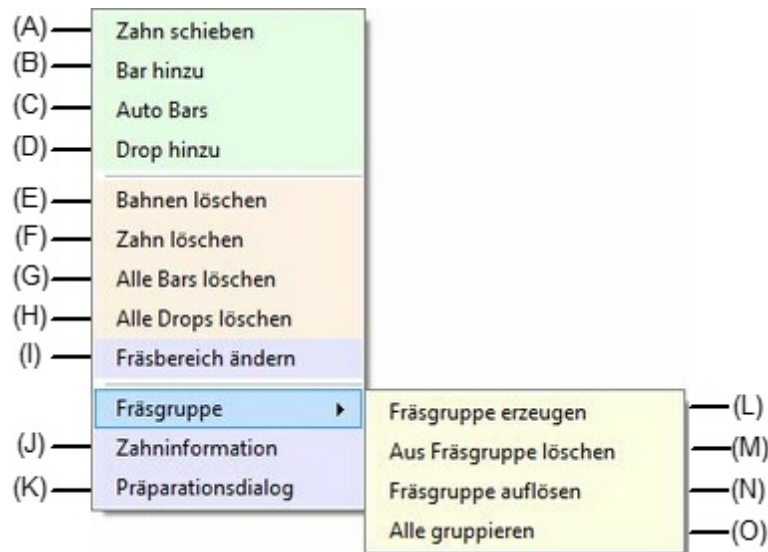 (A) Zahn schieben
(B) Bar hinzu
(C) Auto Bars
(D) Drop hinzu
(E) Bahnen löschen
(F) Zahn löschen
(G) Alle Bars löschen
(H) Alle Drops löschen
(I) Fräsbereich ändern
Fräsgruppe
(J) Zahninformation
(K) Präparationsdialog
Fräsgruppe erzeugen (L)
Aus Fräsgruppe löschen (M)
Fräsgruppe auflösen (N)
Alle gruppieren (O)